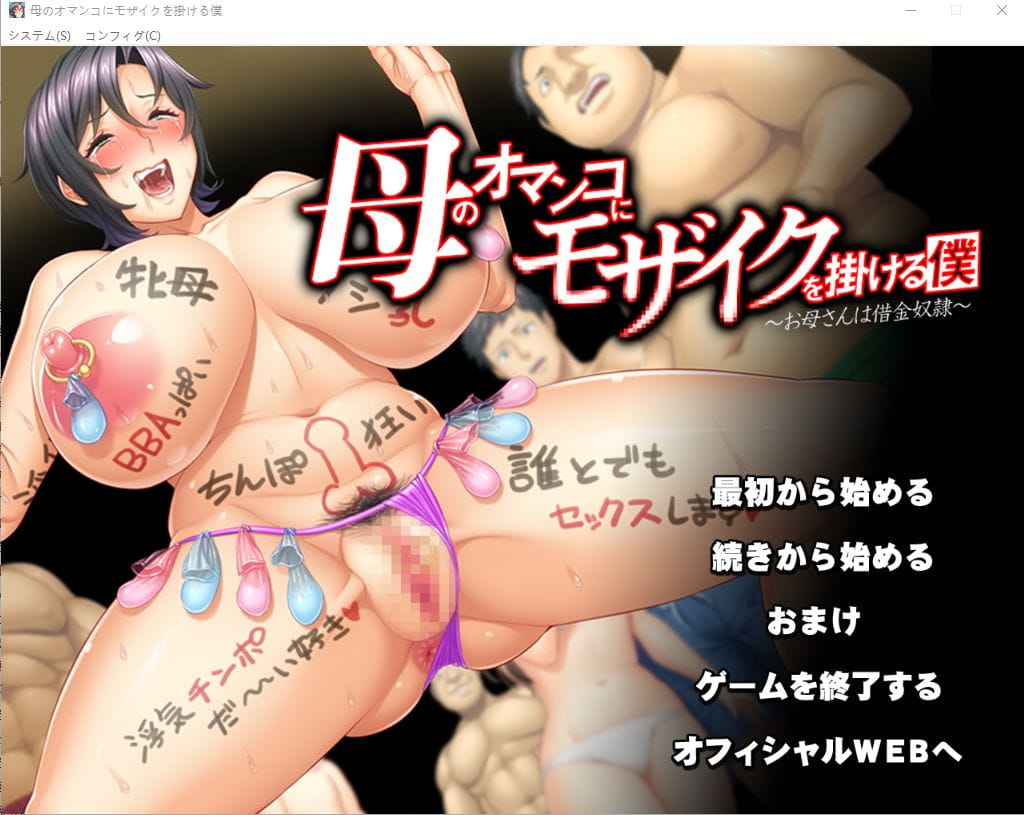 母のオマンコにモザイクを掛ける僕
システム(S) コンフィグ(C)
母のオマンコにモザイクを掛ける僕
～お母さんは借金奴隷～
牝母
BBAっぱい
ちんぽ
狂い
誰とでも
セックスします♥
浮気チンポ
だ～～い好き♥
最初から始める
続きから始める
おまけ
ゲームを終了する
オフィシャルWEBへ